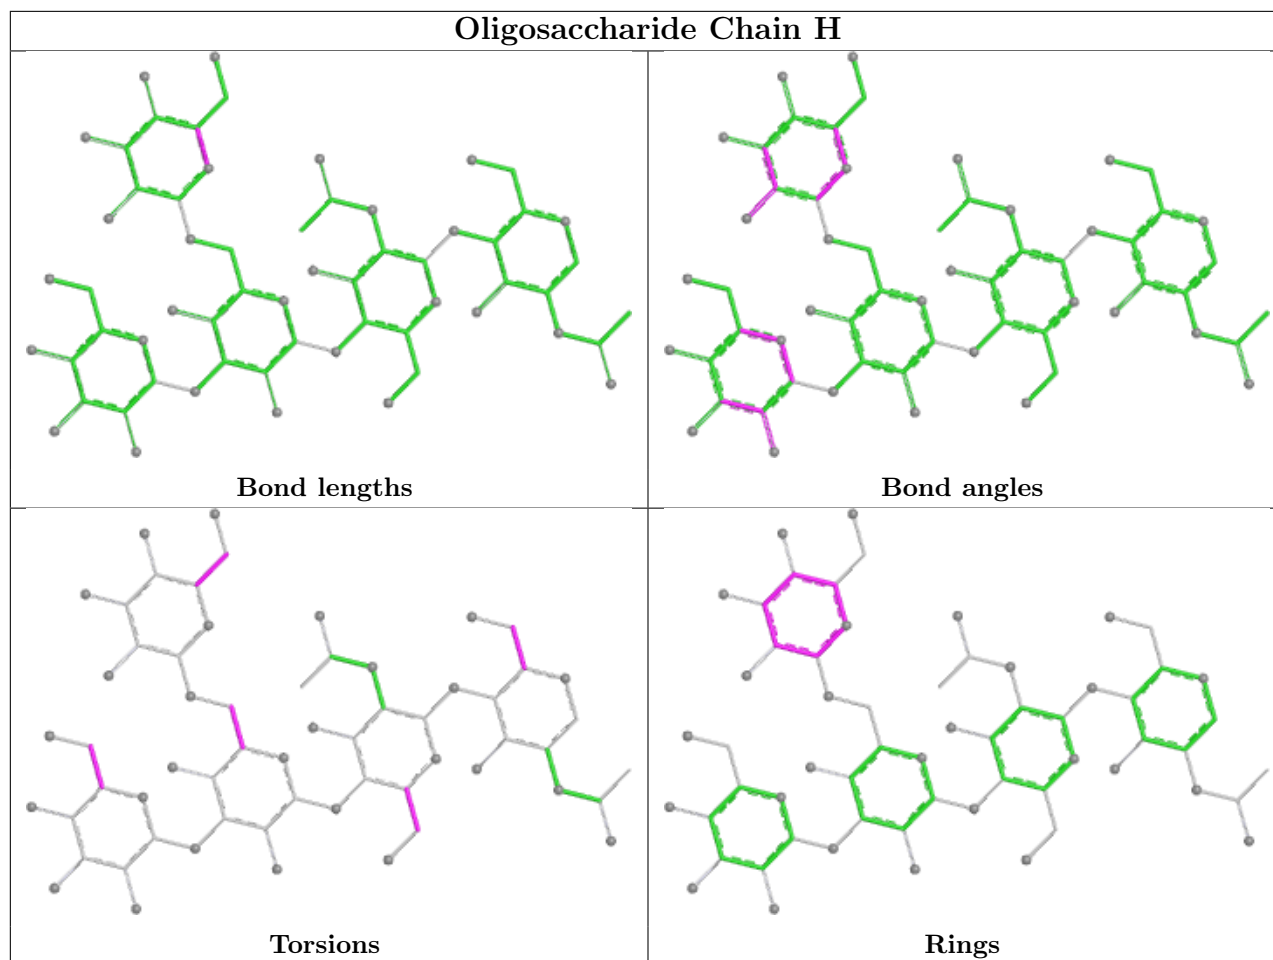 Oligosaccharide Chain H
Bond lengths
Bond angles
Torsions
Rings